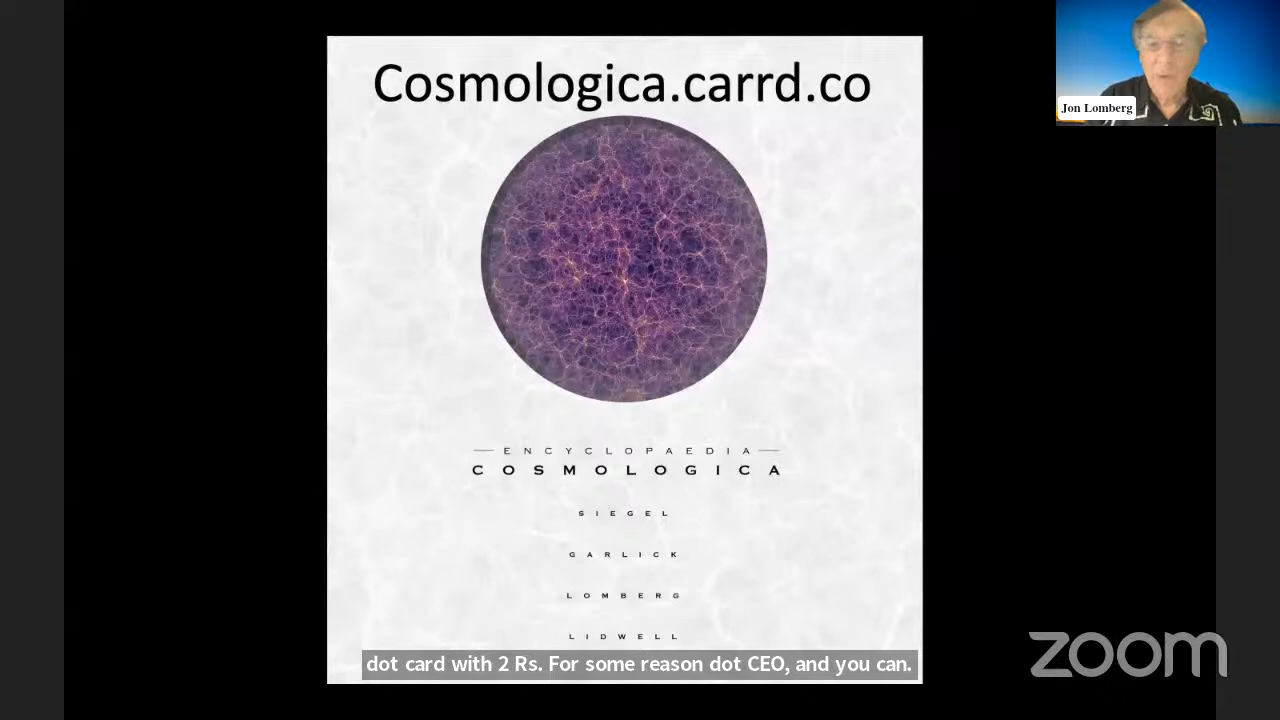 Cosmologica.carrd.co
Jon Lomberg
ENCYCLOPAEDIA
COSMOLOGICA
SIEGEL
GARLICK
LOMBERG
LIDWELL
dot card with 2 Rs. For some reason dot CEO, and you can.
zoom